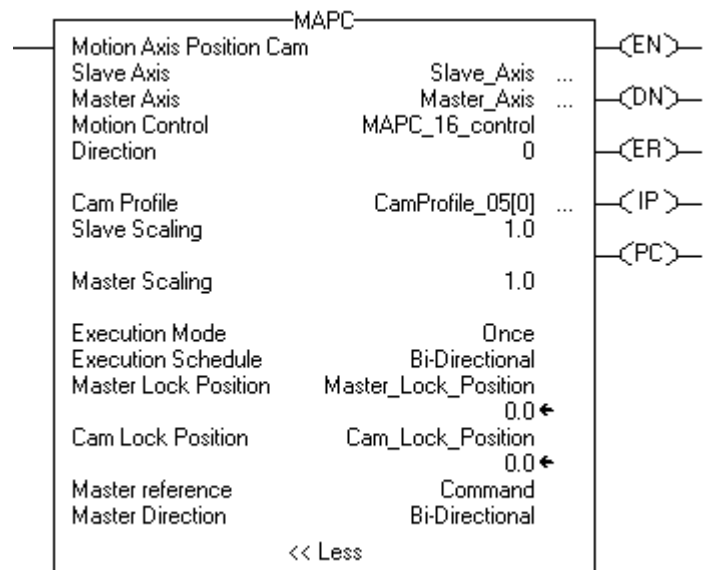 MAPC
Motion Axis Position Cam (EN)
Slave Axis Slave_Axis ...
Master Axis Master_Axis ... (DN)
Motion Control MAPC_16_control
Direction 0 (ER)
Cam Profile CamProfile_05[0] ... (IP)
Slave Scaling 1.0
(PC)
Master Scaling 1.0
Execution Mode Once
Execution Schedule Bi-Directional
Master Lock Position Master_Lock_Position
0.0 ←
Cam Lock Position Cam_Lock_Position
0.0 ←
Master reference Command
Master Direction Bi-Directional
<< Less